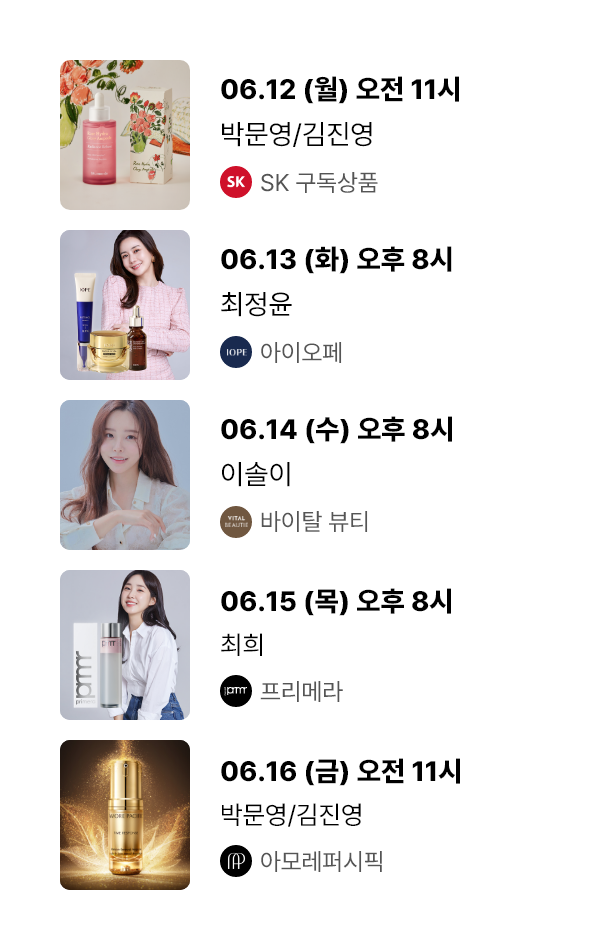 06.12 (월) 오전 11시
박문영/김진영
SK
SK 구독상품
06.13 (화) 오후 8시
최정윤
IOPE
IOPE
아이오페
06.14 (수) 오후 8시
이솔이
VITAL
BEAUTIE
바이탈 뷰티
06.15 (목) 오후 8시
최희
primera
프리메라
06.16 (금) 오전 11시
박문영/김진영
AP
아모레퍼시픽